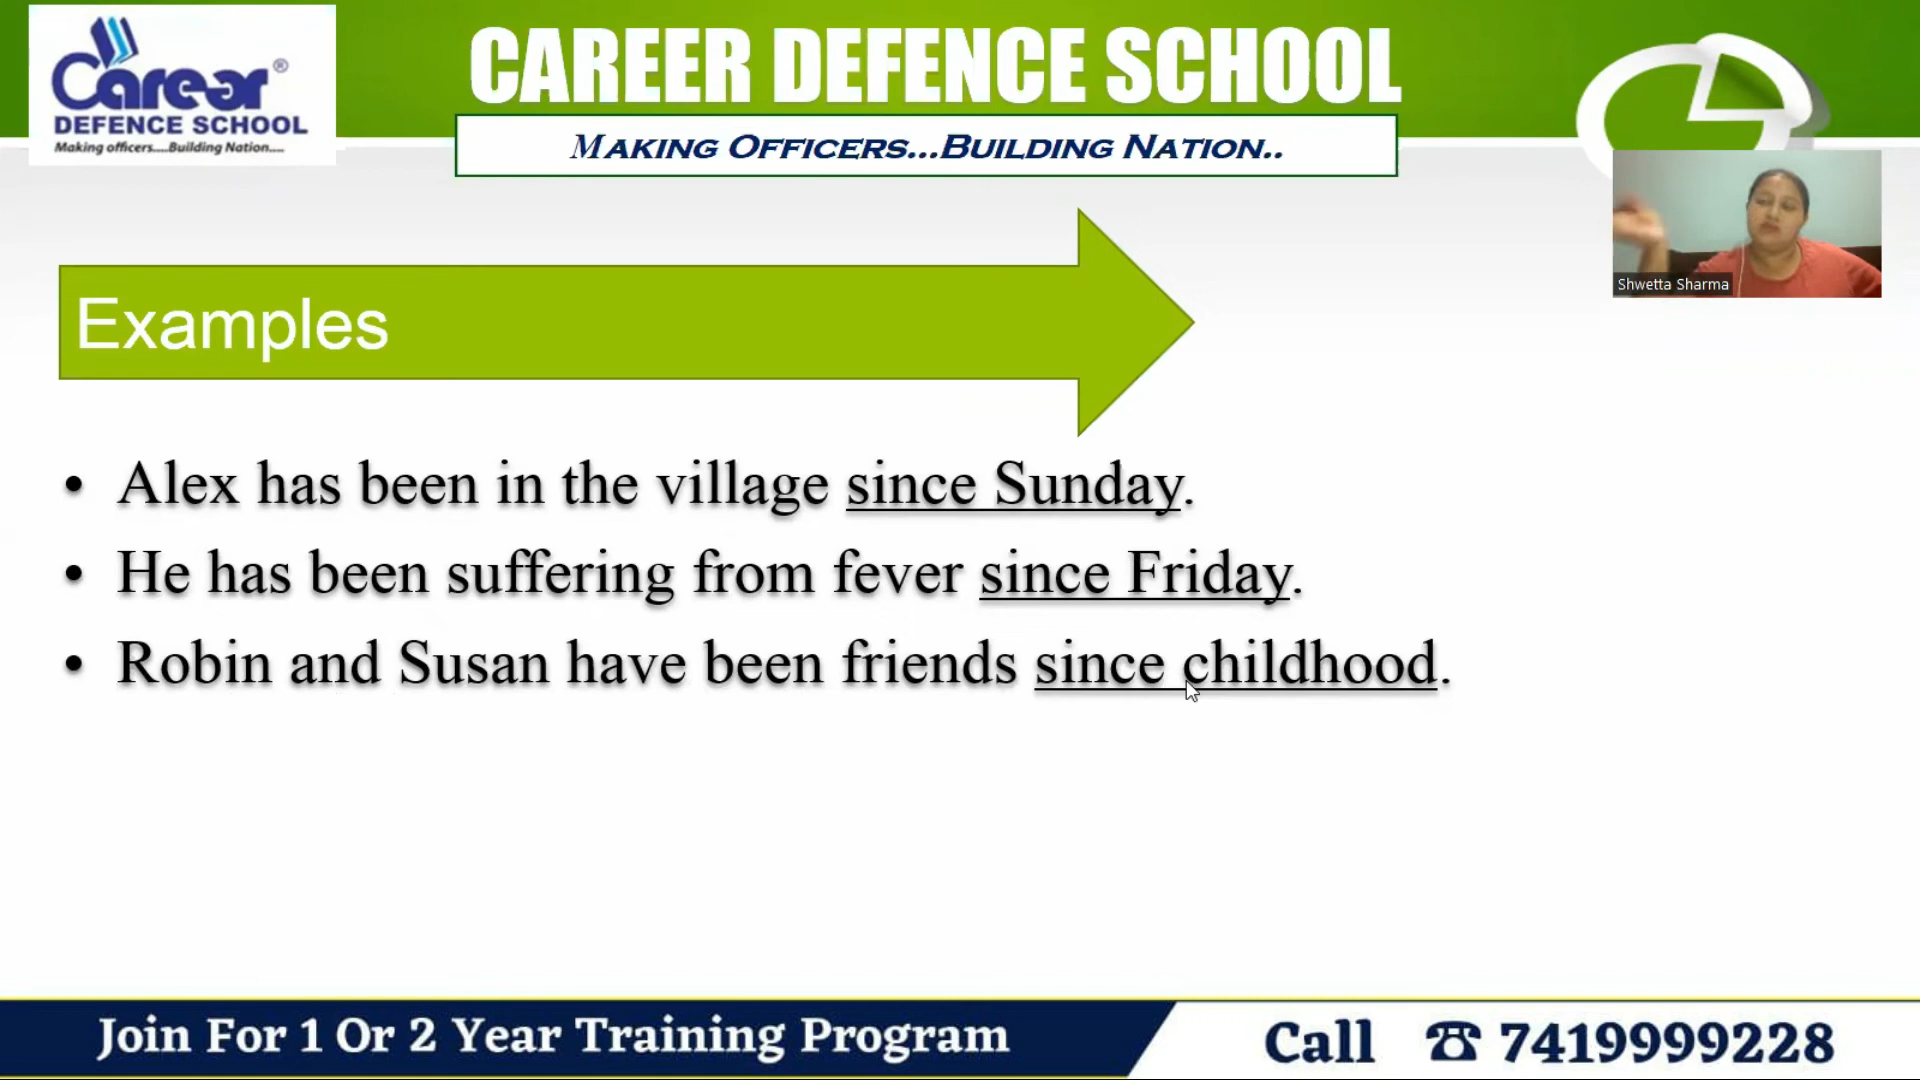 Career®
DEFENCE SCHOOL
Making officers....Building Nation....
CAREER DEFENCE SCHOOL
MAKING OFFICERS...BUILDING NATION..
Shwetta Sharma
Examples
• Alex has been in the village since Sunday.
• He has been suffering from fever since Friday.
• Robin and Susan have been friends since childhood.
Join For 1 Or 2 Year Training Program
Call ☎ 7419999228